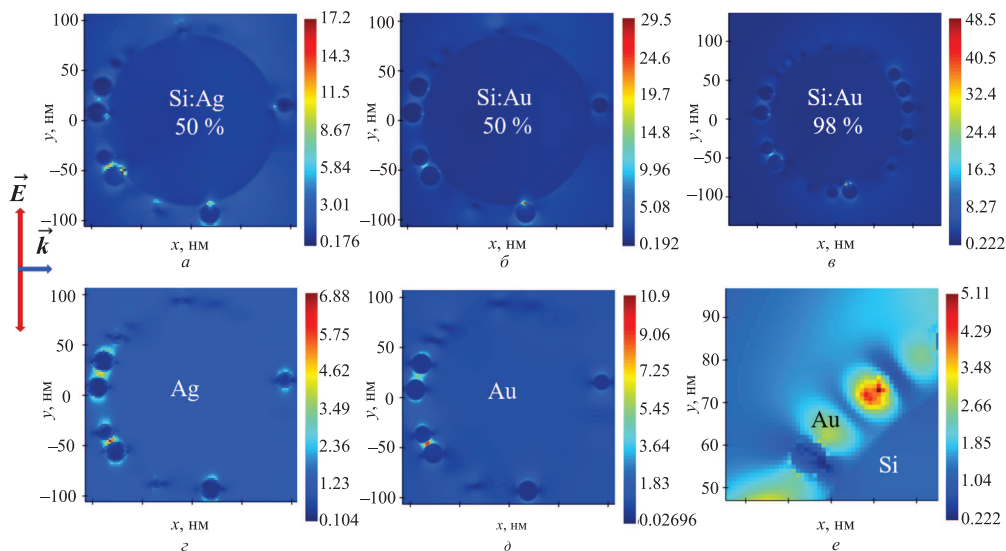 17.2
14.3
11.5
8.67
5.84
3.01
0.176
100
50
0
−50
−100
y, нм
Si:Ag
50 %
x, нм
а
29.5
24.6
19.7
14.8
9.96
5.08
0.192
100
50
0
−50
−100
y, нм
Si:Au
50 %
x, нм
б
48.5
40.5
32.4
24.4
16.3
8.27
0.222
100
50
0
−50
−100
y, нм
Si:Au
98 %
x, нм
в
E
k
6.88
5.75
4.62
3.49
2.36
1.23
0.104
100
50
0
−50
−100
y, нм
Ag
x, нм
г
10.9
9.06
7.25
5.45
3.64
1.83
0.02696
100
50
0
−50
−100
y, нм
Au
x, нм
д
5.11
4.29
3.48
2.66
1.85
1.04
0.222
90
80
70
60
50
y, нм
Au
Si
x, нм
е